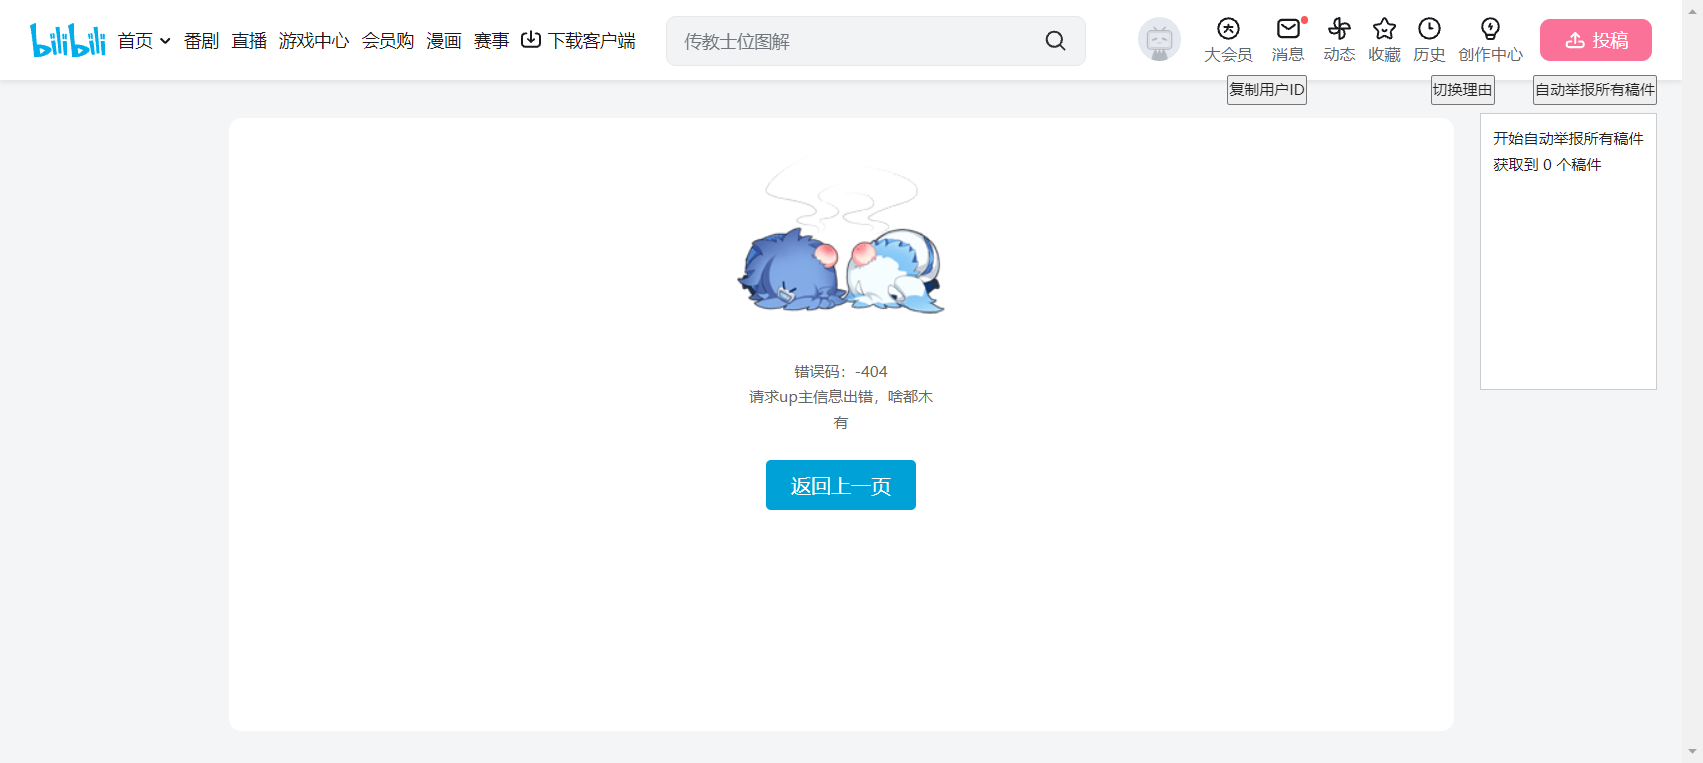 bilibili 首页 番剧 直播 游戏中心 会员购 漫画 赛事 下载客户端 传教士位图解 大会员 消息 动态 收藏 历史 创作中心 投稿
复制用户ID 切换理由 自动举报所有稿件
开始自动举报所有稿件
获取到 0 个稿件
错误码：-404
请求up主信息出错，啥都木
有
返回上一页